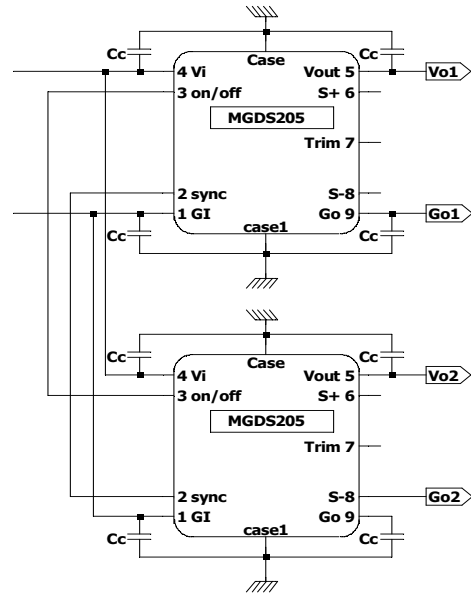 Cc Cc
Case
4 Vi Vout 5 Vo1
3 on/off S+ 6
MGDS205
Trim 7
2 sync S-8
1 GI Go 9 Go1
Cc case1 Cc
Cc Cc
Case
4 Vi Vout 5 Vo2
3 on/off S+ 6
MGDS205
Trim 7
2 sync S-8 Go2
1 GI Go 9
Cc case1 Cc